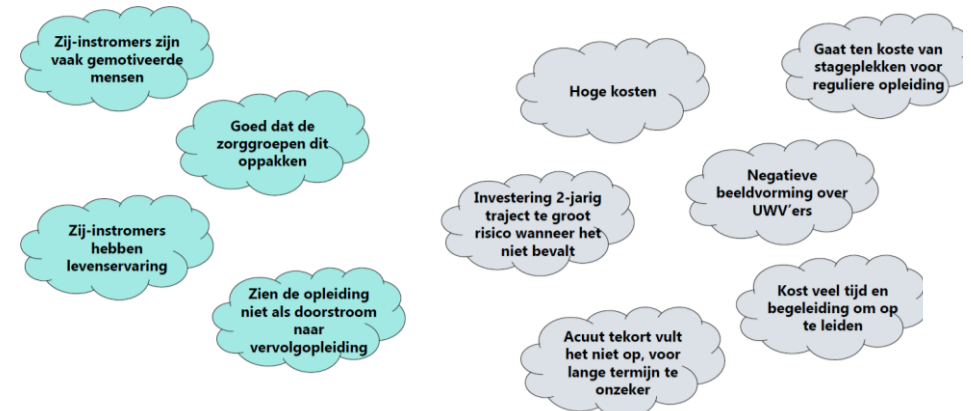 Zij-instromers zijn
vaak gemotiveerde
mensen
Goed dat de
zorggroepen dit
oppakken
Zij-instromers
hebben
levenservaring
Zien de opleiding
niet als doorstroom
naar
vervolgopleiding
Hoge kosten
Gaat ten koste van
stageplekken voor
reguliere opleiding
Investering 2-jarig
traject te groot
risico wanneer het
niet bevalt
Negatieve
beeldvorming over
UWV’ers
Acuut tekort vult
het niet op, voor
lange termijn te
onzeker
Kost veel tijd en
begeleiding om op
te leiden